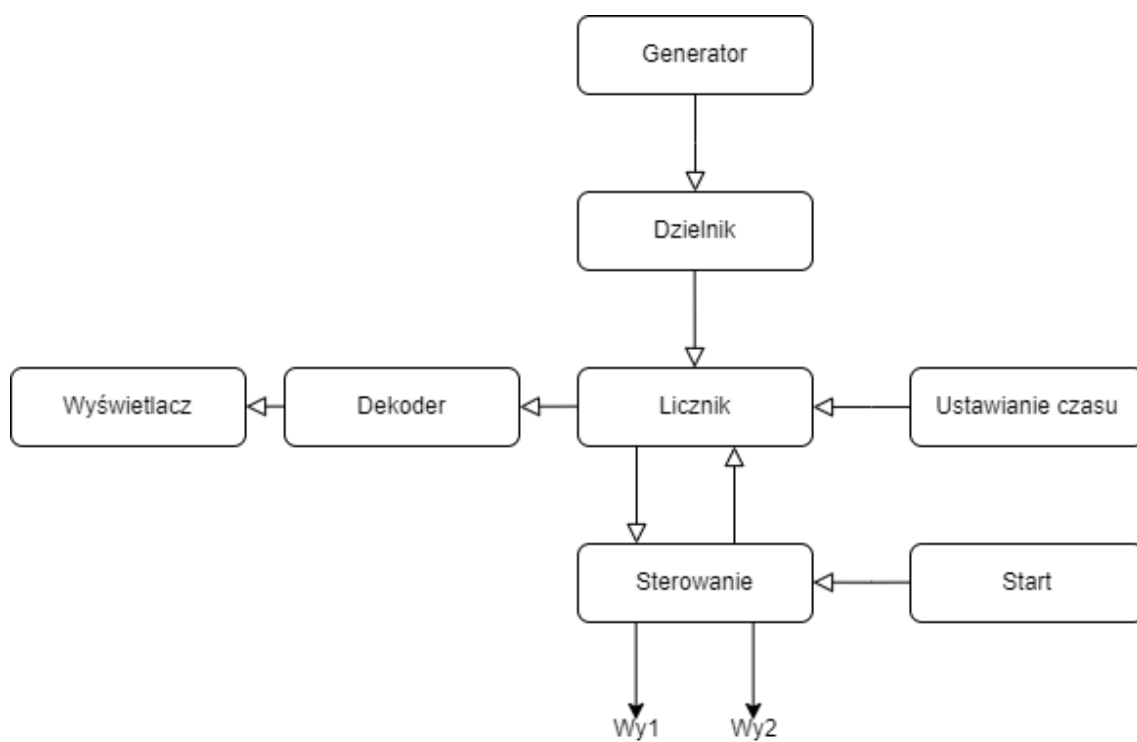 Generator
Dzielnik
Wyświetlacz
Dekoder
Licznik
Ustawianie czasu
Sterowanie
Start
Wy1
Wy2